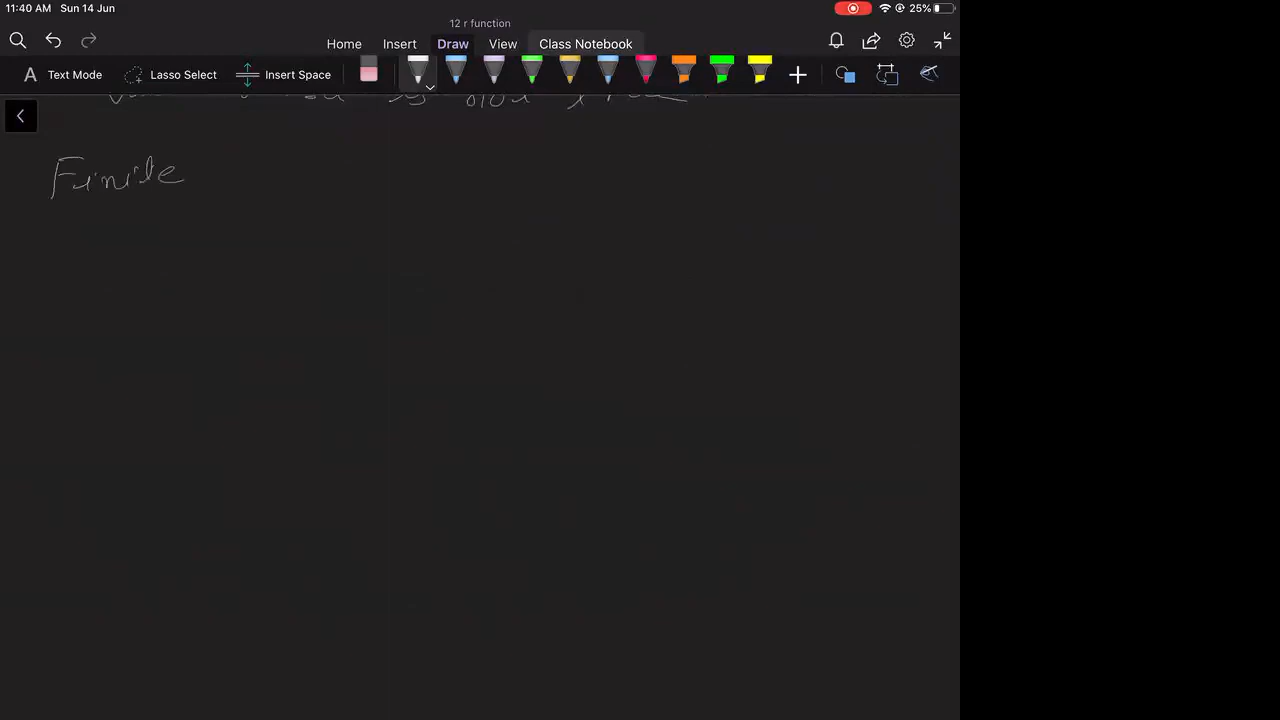 11:40 AM Sun 14 Jun 25%
12 r function
Home Insert Draw View Class Notebook
A Text Mode Lasso Select Insert Space
Finite